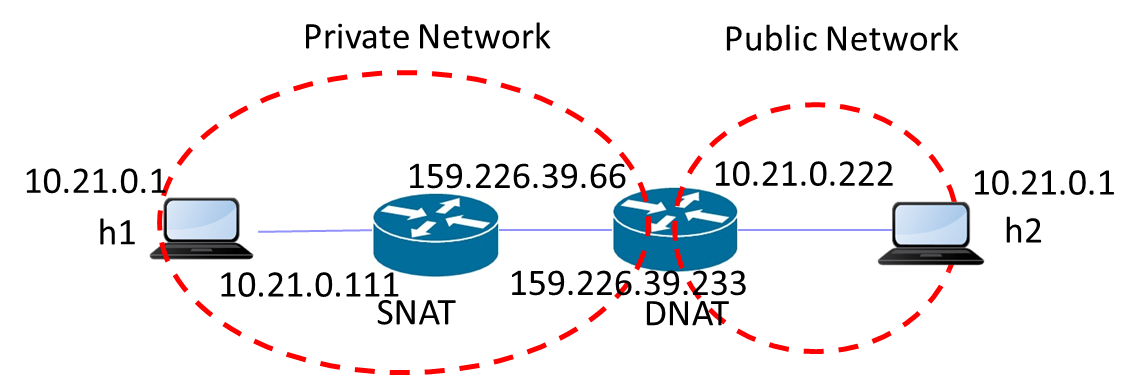 Private Network
Public Network
10.21.0.1
159.226.39.66
10.21.0.222
10.21.0.1
h1
h2
10.21.0.111
159.226.39.233
SNAT
DNAT